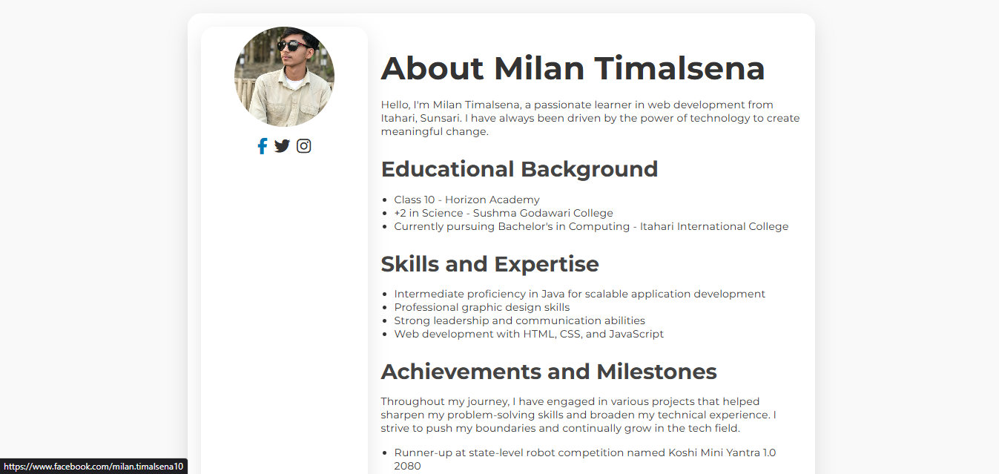 About Milan Timalsena
Hello, I'm Milan Timalsena, a passionate learner in web development from
Itahari, Sunsari. I have always been driven by the power of technology to create
meaningful change.
Educational Background
Class 10 - Horizon Academy
+2 in Science - Sushma Godawari College
Currently pursuing Bachelor's in Computing - Itahari International College
Skills and Expertise
Intermediate proficiency in Java for scalable application development
Professional graphic design skills
Strong leadership and communication abilities
Web development with HTML, CSS, and JavaScript
Achievements and Milestones
Throughout my journey, I have engaged in various projects that helped
sharpen my problem-solving skills and broaden my technical experience. I
strive to push my boundaries and continually grow in the tech field.
Runner-up at state-level robot competition named Koshi Mini Yantra 1.0
2080
https://www.facebook.com/milan.timalsena10